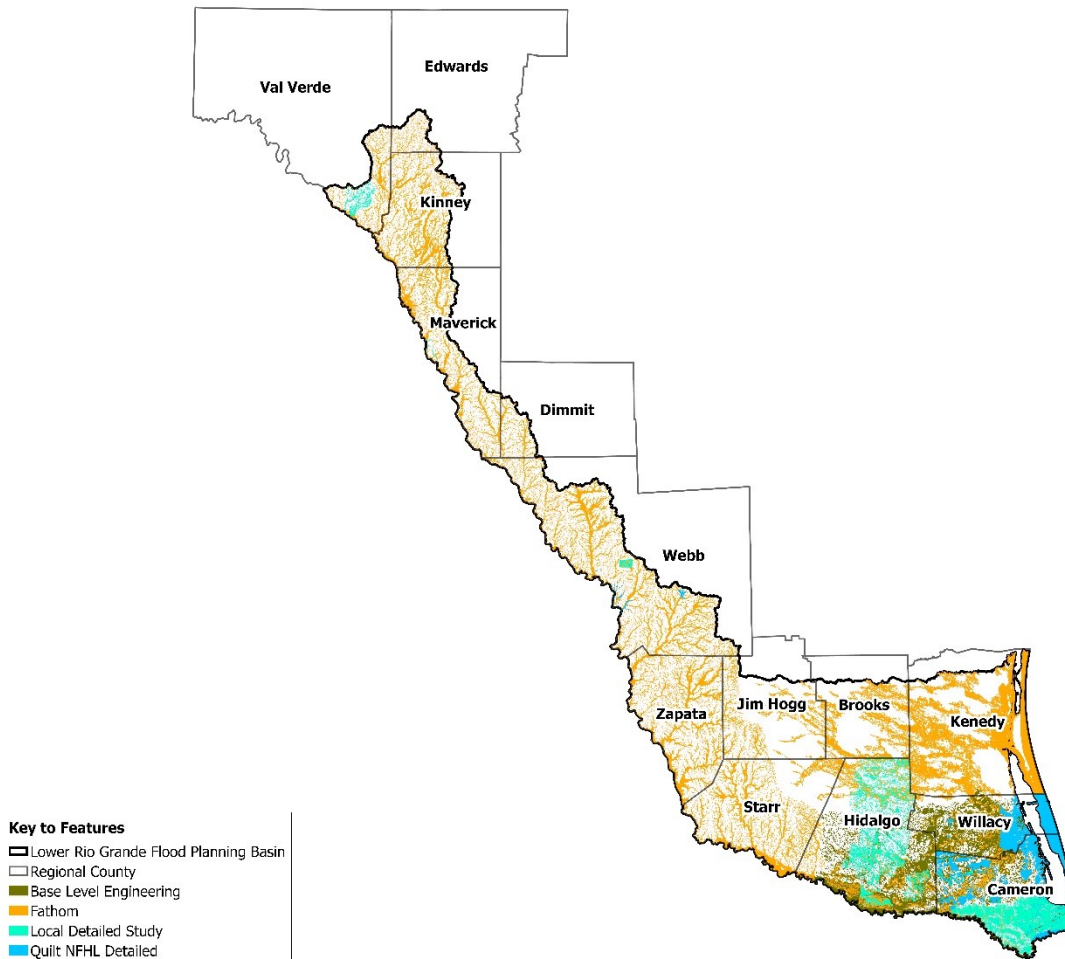 Edwards
Val Verde
Kinney
Maverick
Dimmit
Webb
Zapata
Jim Hogg
Brooks
Kenedy
Starr
Hidalgo
Willacy
Cameron
Key to Features
Lower Rio Grande Flood Planning Basin
Regional County
Base Level Engineering
Fathom
Local Detailed Study
Quilt NFHL Detailed